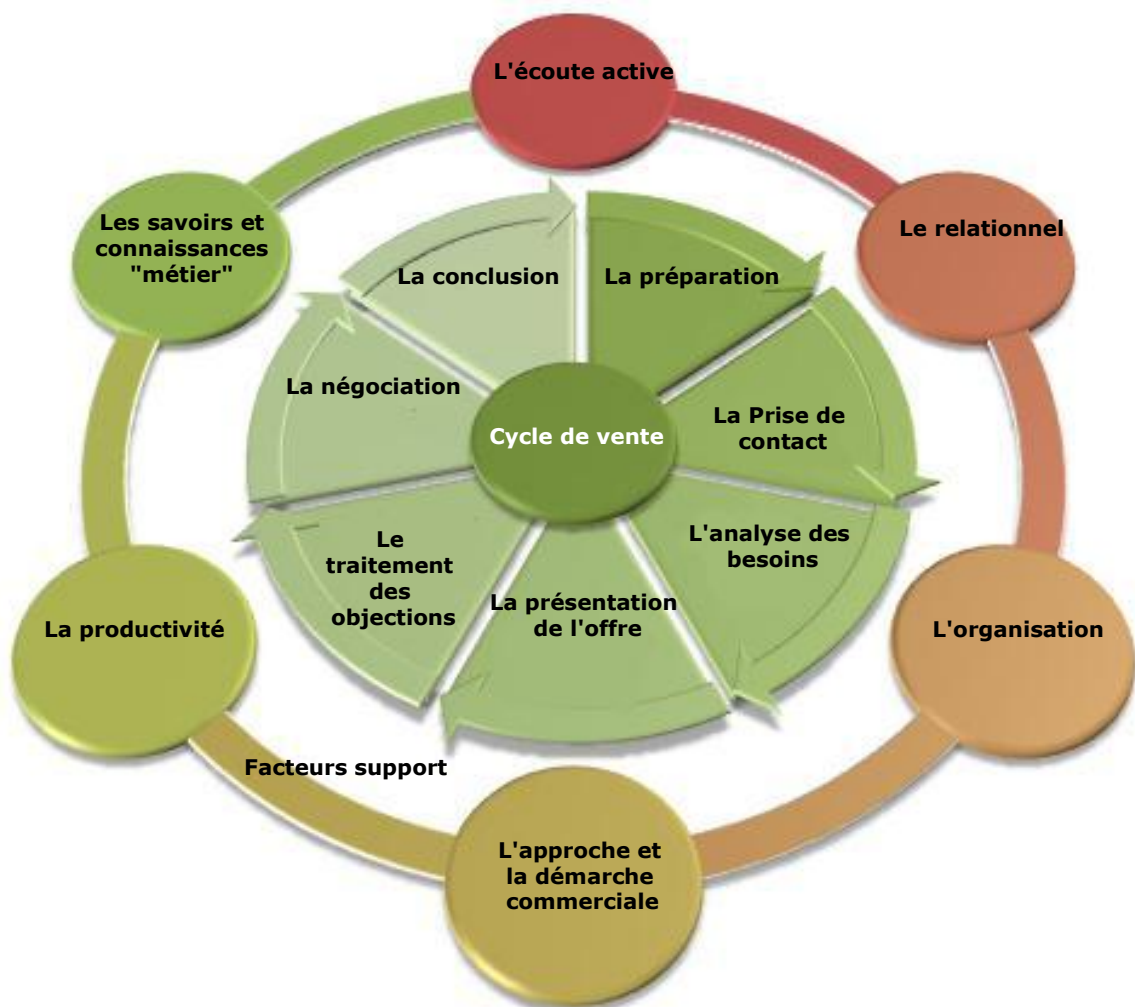 L'écoute active
Le relationnel
L'organisation
L'approche et
la démarche
commerciale
Facteurs support
La productivité
Les savoirs et
connaissances
"métier"
Cycle de vente
La préparation
La Prise de
contact
L'analyse des
besoins
La présentation
de l'offre
Le
traitement
des
objections
La négociation
La conclusion